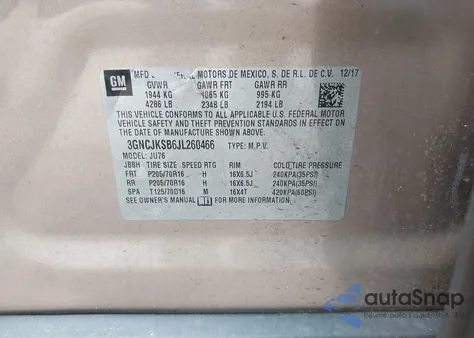 GM
MFD MOTORS DE MEXICO, S. DE R.L. DE C.V. 12/17
GVWR GAWR FRT GAWR RR
1944 KG 1065 KG 995 KG
4286 LB 2348 LB 2194 LB
THIS VEHICLE CONFORMS TO ALL APPLICABLE U.S. FEDERAL MOTOR
VEHICLE SAFETY, BUMPER, AND THEFT PREVENTION STANDARDS
IN EFFECT ON THE DATE OF MANUFACTURE SHOWN ABOVE.
3GNCJKSB6JL260466 TYPE: M.P.V.
MODEL: JU76
JBBH TIRE SIZE SPEED RTG RIM COLD TIRE PRESSURE
FRT P205/70R16 H 16X6.5J 240KPA(35PSI)
RR P205/70R16 H 16X6.5J 240KPA(35PSI)
SPA T125/70D16 M 16X4T 420KPA(60PSI)
SEE OWNER'S MANUAL FOR MORE INFORMATION.
autoSnap